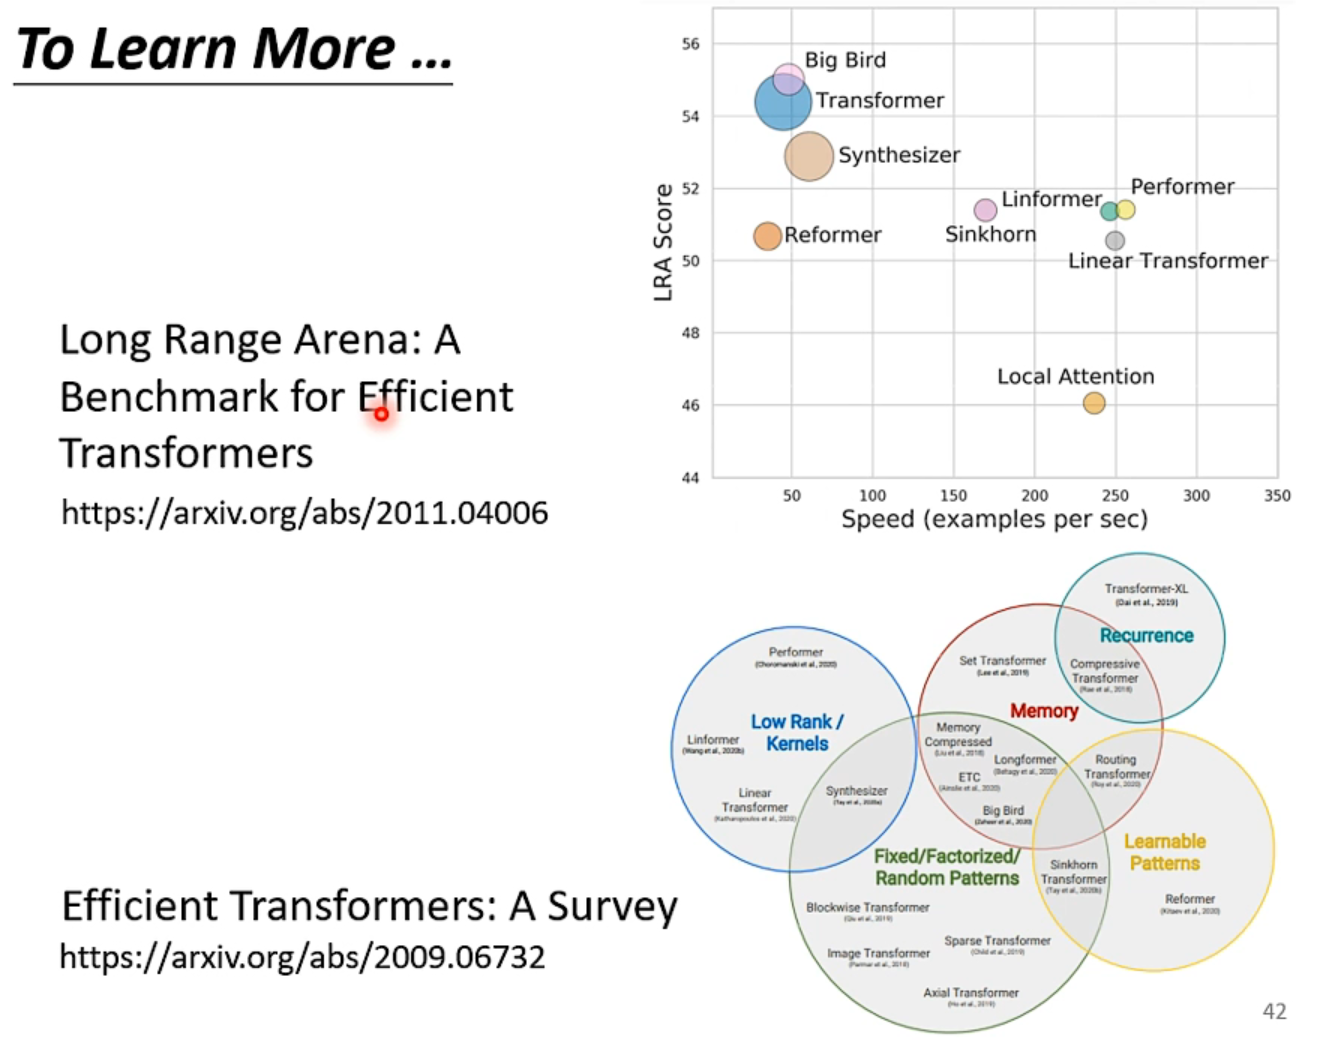 To Learn More ...
Long Range Arena: A
Benchmark for Efficient
Transformers
https://arxiv.org/abs/2011.04006
Efficient Transformers: A Survey
https://arxiv.org/abs/2009.06732
56
54
52
50
48
46
44
LRA Score
Big Bird
Transformer
Synthesizer
Reformer
Linformer
Performer
Sinkhorn
Linear Transformer
Local Attention
50
100
150
200
250
300
350
Speed (examples per sec)
Transformer-XL
(Dai et al., 2019)
Recurrence
Compressive
Transformer
(Rae et al., 2018)
Set Transformer
(Lee et al., 2019)
Memory
Performer
(Choromanski et al., 2020)
Low Rank /
Kernels
Linformer
(Wang et al., 2020b)
Linear
Transformer
(Katharopoulos et al., 2020)
Synthesizer
(Tay et al., 2020a)
Memory
Compressed
(Liu et al., 2018)
Longformer
(Beltagy et al., 2020)
ETC
(Ainslie et al., 2020)
Big Bird
(Zaheer et al., 2020)
Routing
Transformer
(Roy et al., 2020)
Fixed/Factorized/
Random Patterns
Learnable
Patterns
Sinkhorn
Transformer
(Tay et al., 2020b)
Reformer
(Kitaev et al., 2020)
Blockwise Transformer
(Qiu et al., 2019)
Sparse Transformer
(Child et al., 2019)
Image Transformer
(Parmar et al., 2018)
Axial Transformer
(Ho et al., 2019)
42